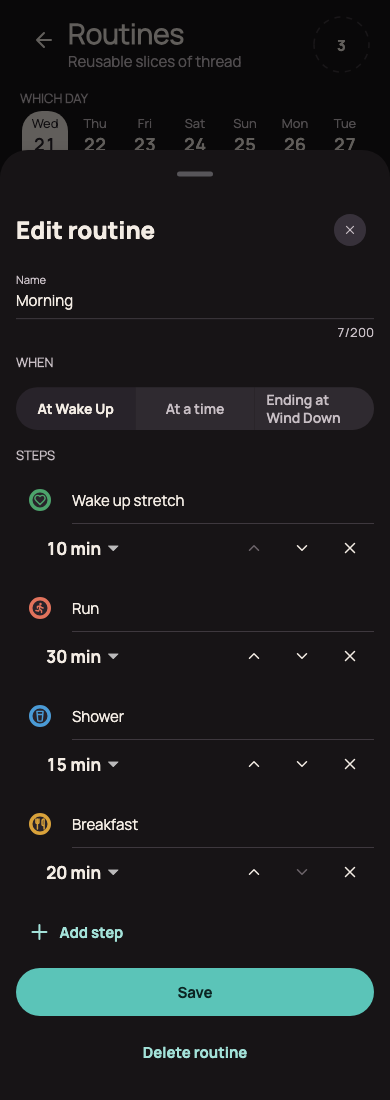 Routines
Reusable slices of thread
3
WHICH DAY
Wed Thu Fri Sat Sun Mon Tue
21 22 23 24 25 26 27
Edit routine
Name
Morning
7/200
WHEN
At Wake Up
At a time
Ending at
Wind Down
STEPS
Wake up stretch
10 min
Run
30 min
Shower
15 min
Breakfast
20 min
Add step
Save
Delete routine